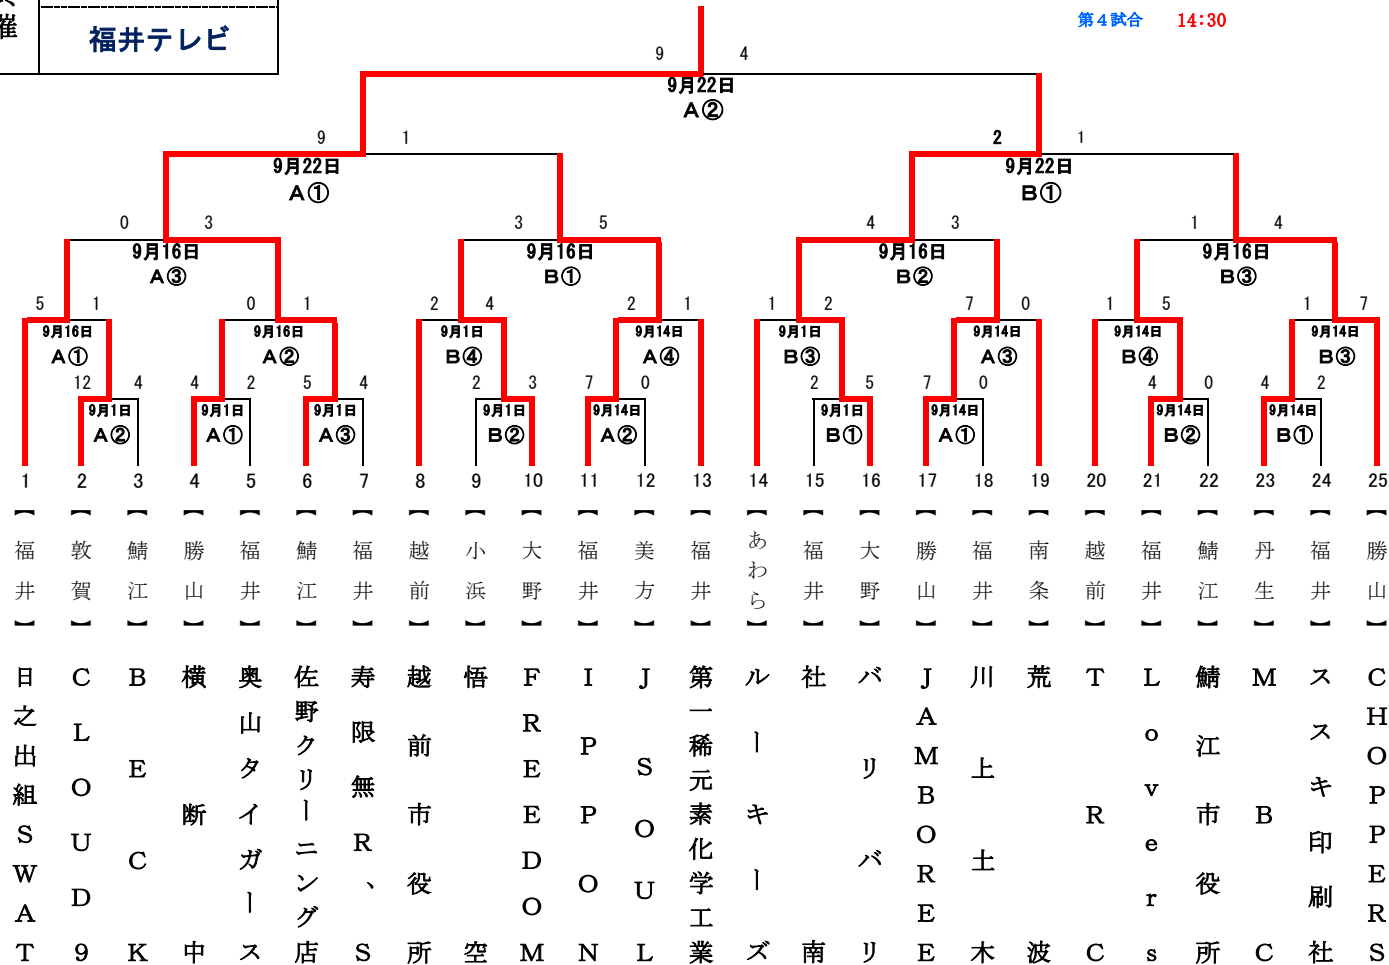 催
福井テレビ
第４試合 14:30
9 4
9月22日
A②
9 1 2 1
9月22日 9月22日
A① B①
0 3 3 5 4 3 1 4
9月16日 9月16日 9月16日 9月16日
A③ B① B② B③
5 1 0 1 2 4 2 1 1 2 7 0 1 5 1 7
9月16日 9月16日 9月1日 9月14日 9月1日 9月14日 9月14日 9月14日
A① A② B④ A④ B③ A③ B④ B③
12 4 4 2 5 4 2 3 7 0 2 5 7 0 4 0 4 2
9月1日 9月1日 9月1日 9月1日 9月14日 9月1日 9月14日 9月14日 9月14日
A② A① A③ B② A② B① A① B② B①
1 2 3 4 5 6 7 8 9 10 11 12 13 14 15 16 17 18 19 20 21 22 23 24 25
【福井】日之出組SWAT
【敦賀】CLOUD9
【鯖江】BECK
【勝山】横断中
【福井】奥山タイガース
【鯖江】佐野クリーニング店
【福井】寿限無R、S
【越前】越前市役所
【小浜】悟空
【大野】FREEDOM
【福井】IPPON
【美方】JSOUL
【福井】第一稀元素化学工業
【あわら】ルーキーズ
【福井】社南
【大野】バリバリ
【勝山】JAMBOREE
【福井】川上土木
【南条】荒波
【越前】TRC
【福井】Lovers
【鯖江】鯖江市役所
【丹生】MBC
【福井】ススキ印刷社
【勝山】CHOPPERS